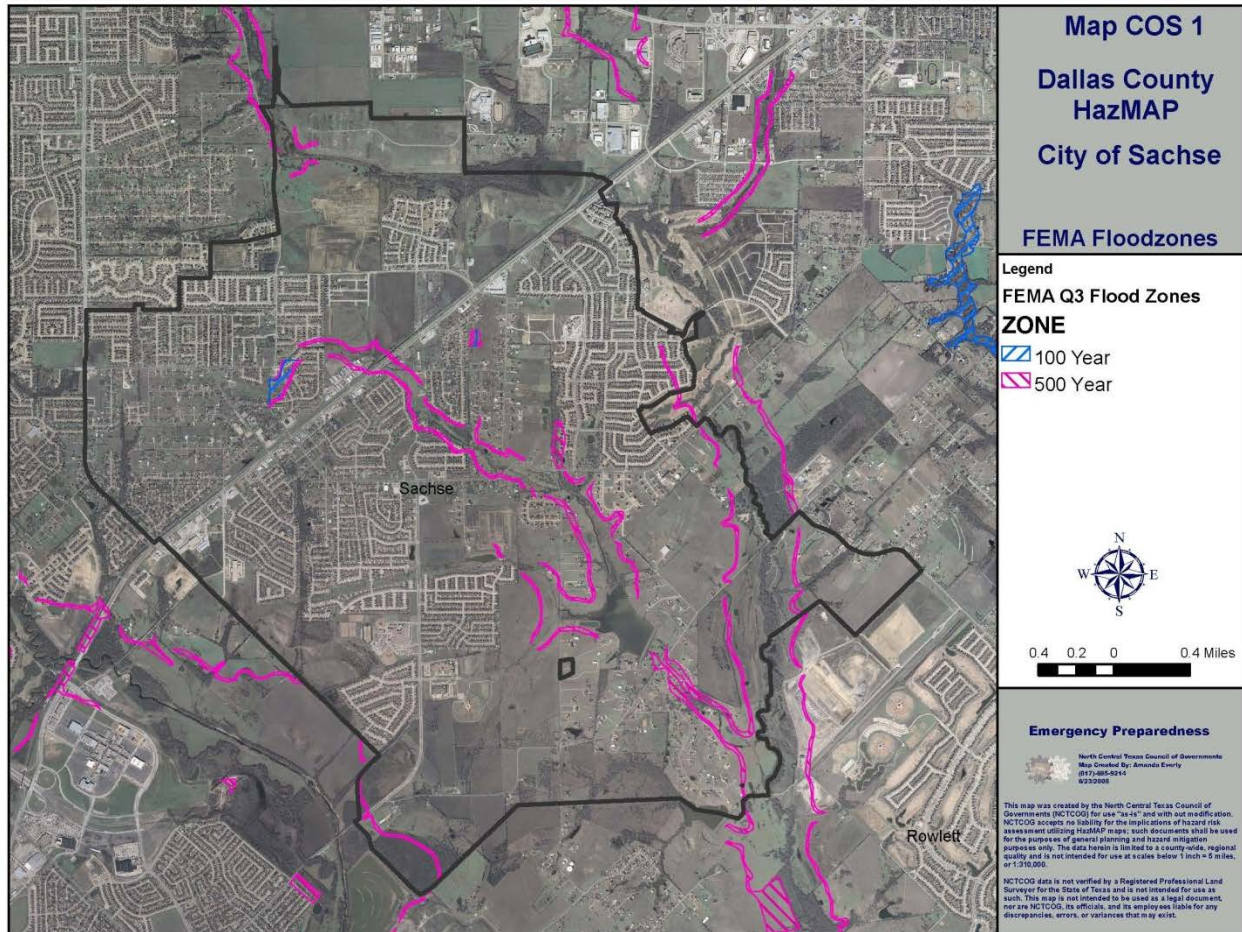 Map COS 1
Dallas County
HazMAP
City of Sachse
FEMA Floodzones
Legend
FEMA Q3 Flood Zones
ZONE
100 Year
500 Year
N
W E
S
0.4 0.2 0 0.4 Miles
Sachse
Rowlett
Emergency Preparedness
North Central Texas Council of Governments
Map Created By: Amanda Everly
(817)-695-9214
6/23/2008
This map was created by the North Central Texas Council of
Governments (NCTCOG) for use "as-is" and with out modification.
NCTCOG accepts no liability for the implications of hazard risk
assessment utilizing HazMAP maps; such documents shall be used
for the purposes of general planning and hazard mitigation
purposes only. The data herein is limited to a county-wide, regional
quality and is not intended for use at scales below 1 inch = 5 miles,
or 1:310,000.
NCTCOG data is not verified by a Registered Professional Land
Surveyor for the State of Texas and is not intended for use as
such. This map is not intended to be used as a legal document,
nor are NCTCOG, its officials, and its employees liable for any
discrepancies, errors, or variances that may exist.